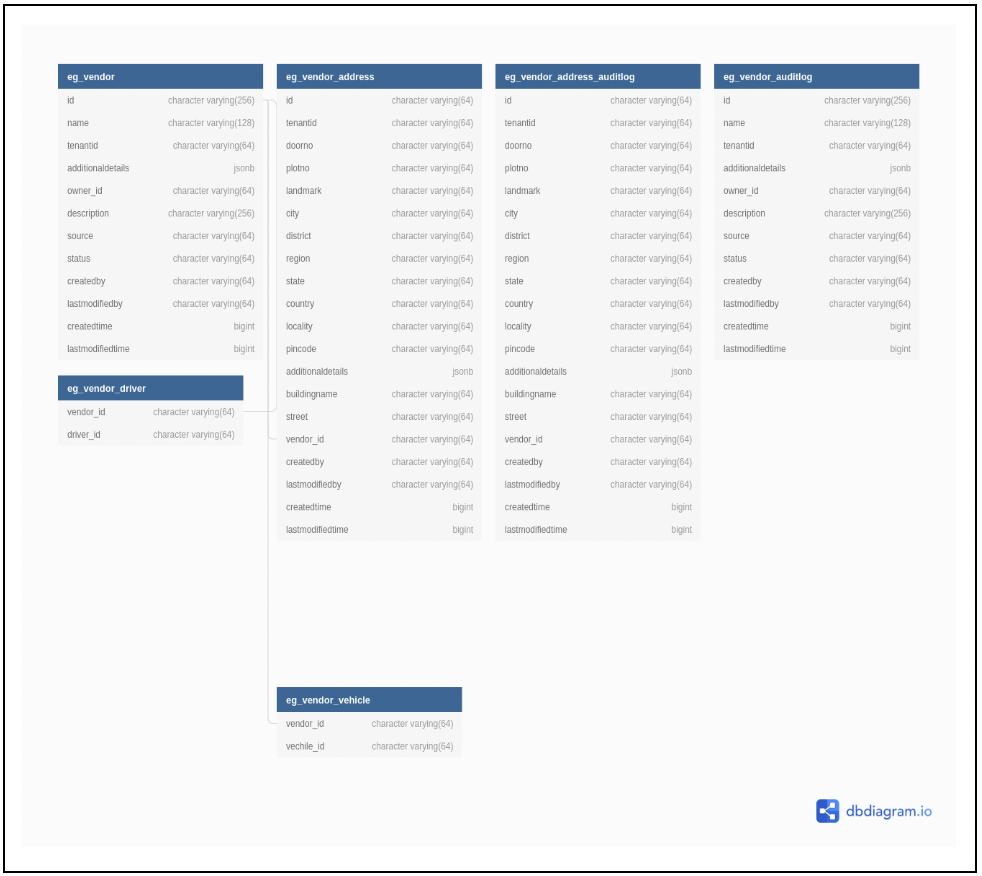 eg_vendor
id character varying(256)
name character varying(128)
tenantid character varying(64)
additionaldetails jsonb
owner_id character varying(64)
description character varying(256)
source character varying(64)
status character varying(64)
createdby character varying(64)
lastmodifiedby character varying(64)
createdtime bigint
lastmodifiedtime bigint
eg_vendor_driver
vendor_id character varying(64)
driver_id character varying(64)
eg_vendor_address
id character varying(64)
tenantid character varying(64)
doorno character varying(64)
plotno character varying(64)
landmark character varying(64)
city character varying(64)
district character varying(64)
region character varying(64)
state character varying(64)
country character varying(64)
locality character varying(64)
pincode character varying(64)
additionaldetails jsonb
buildingname character varying(64)
street character varying(64)
vendor_id character varying(64)
createdby character varying(64)
lastmodifiedby character varying(64)
createdtime bigint
lastmodifiedtime bigint
eg_vendor_vehicle
vendor_id character varying(64)
vechile_id character varying(64)
eg_vendor_address_auditlog
id character varying(64)
tenantid character varying(64)
doorno character varying(64)
plotno character varying(64)
landmark character varying(64)
city character varying(64)
district character varying(64)
region character varying(64)
state character varying(64)
country character varying(64)
locality character varying(64)
pincode character varying(64)
additionaldetails jsonb
buildingname character varying(64)
street character varying(64)
vendor_id character varying(64)
createdby character varying(64)
lastmodifiedby character varying(64)
createdtime bigint
lastmodifiedtime bigint
eg_vendor_auditlog
id character varying(256)
name character varying(128)
tenantid character varying(64)
additionaldetails jsonb
owner_id character varying(64)
description character varying(256)
source character varying(64)
status character varying(64)
createdby character varying(64)
lastmodifiedby character varying(64)
createdtime bigint
lastmodifiedtime bigint
dbdiagram.io